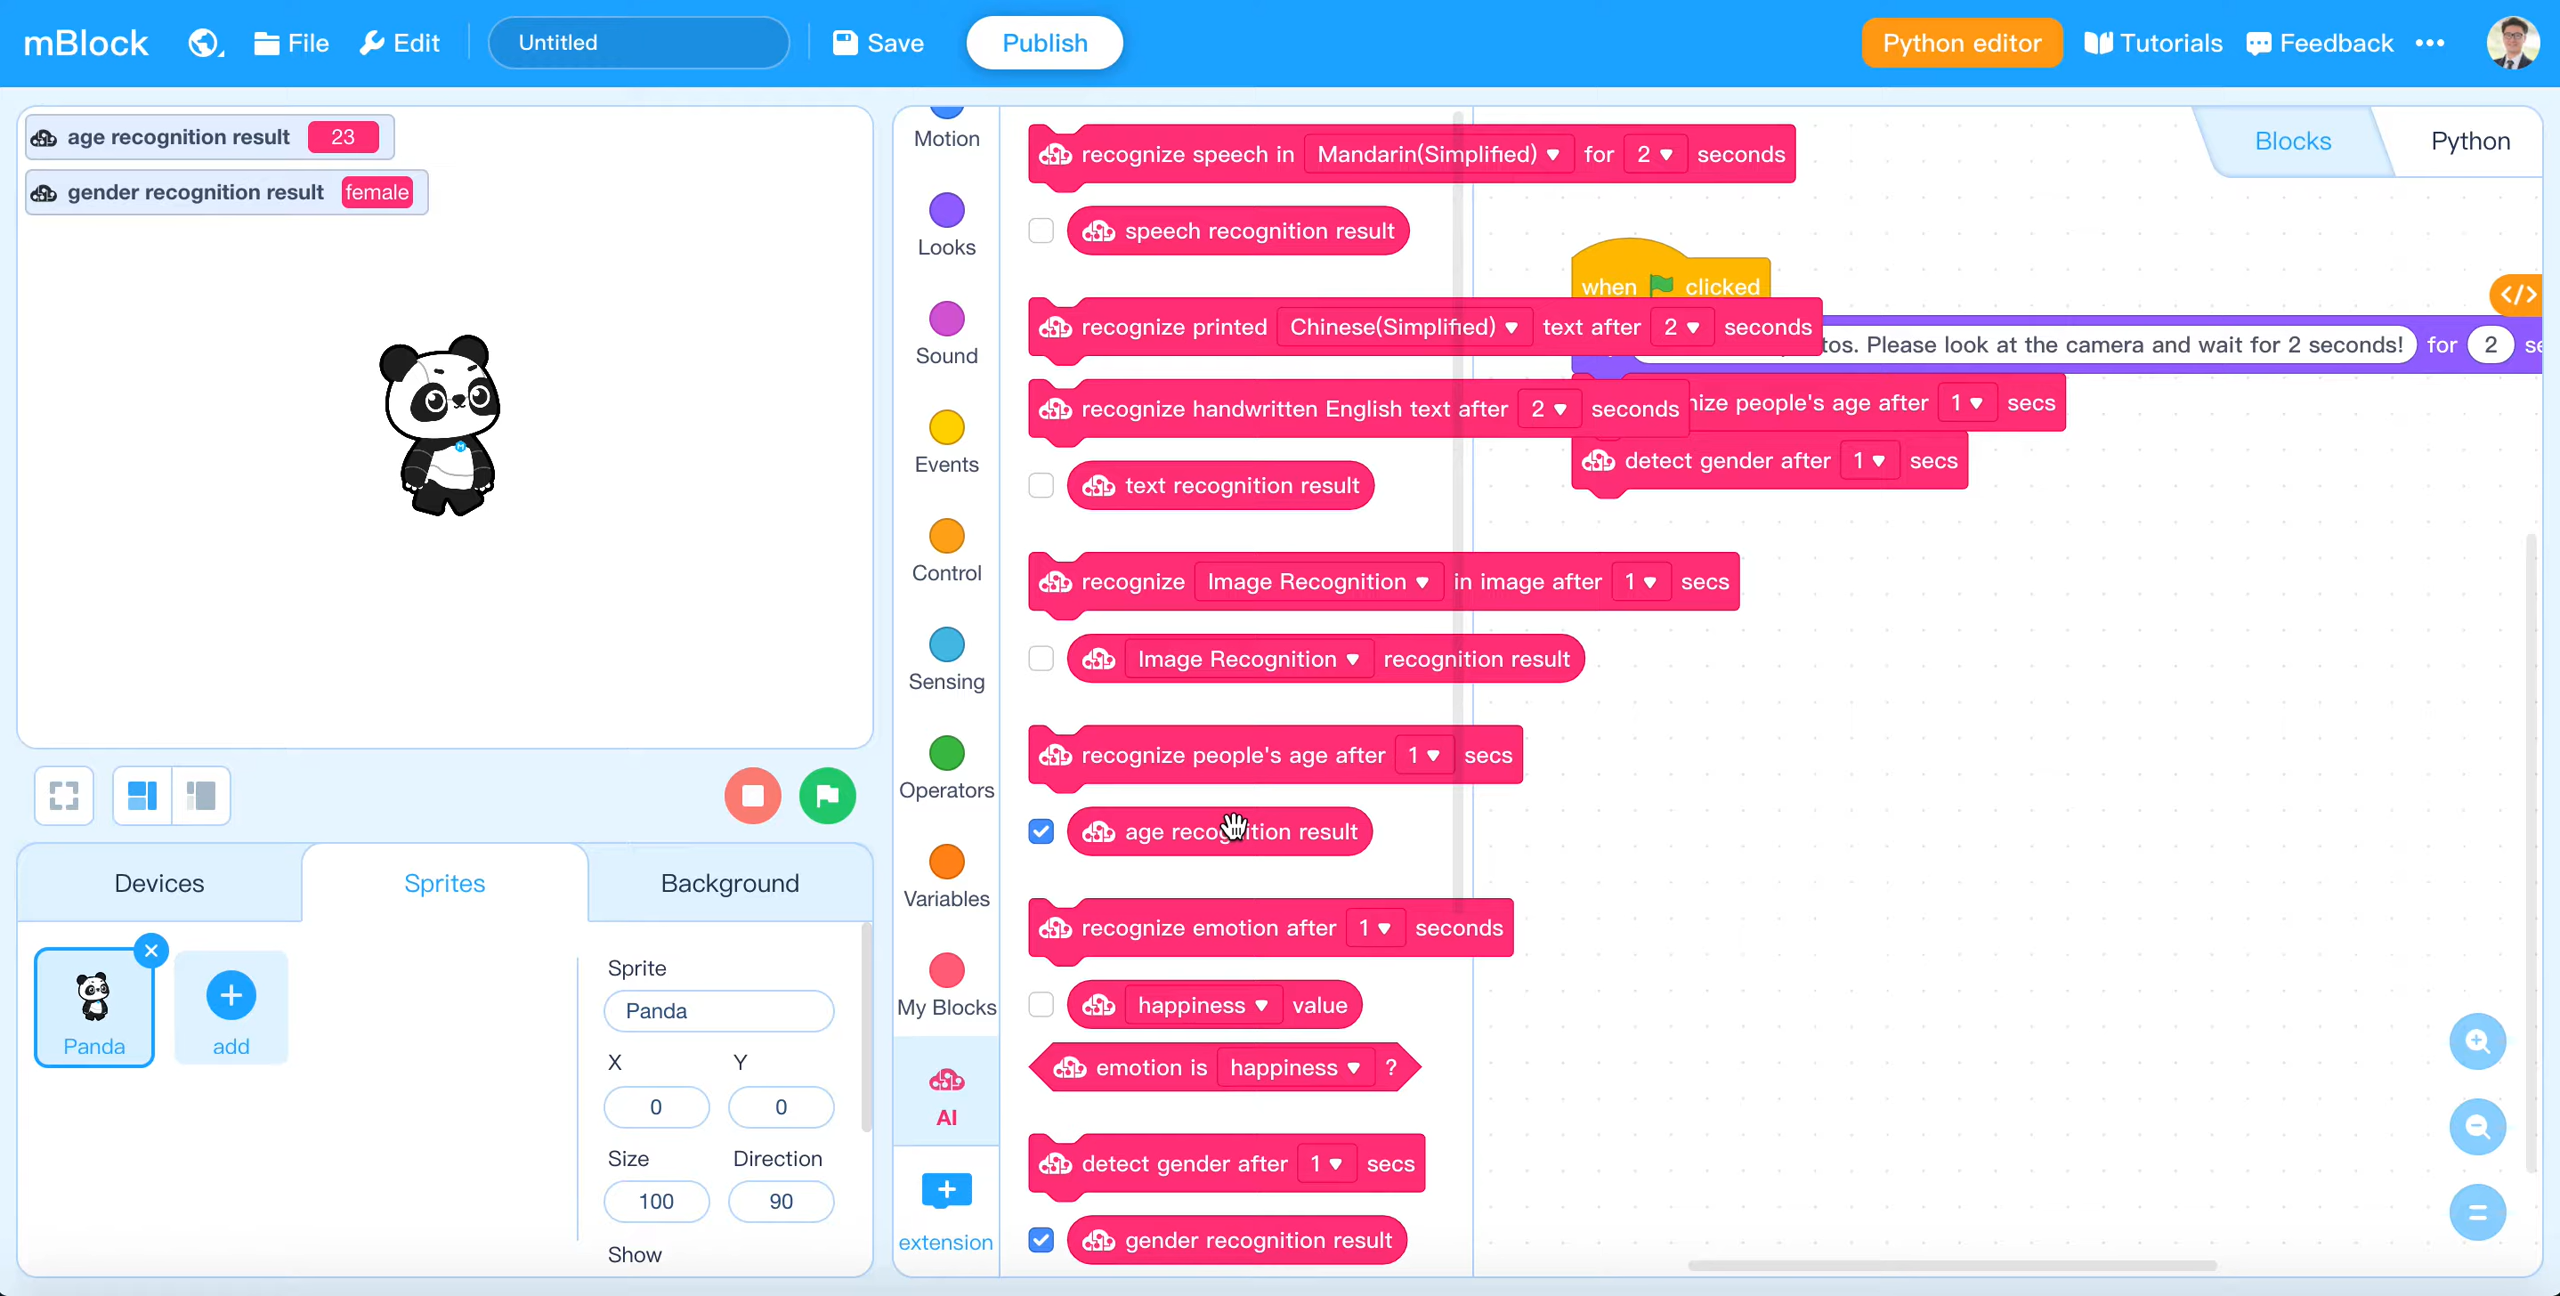 mBlock File Edit Untitled Save Publish Python editor Tutorials Feedback
age recognition result 23
gender recognition result female
Devices Sprites Background
Panda
add
Sprite
Panda
X Y
0 0
Size Direction
100 90
Show
Motion
Looks
Sound
Events
Control
Sensing
Operators
Variables
My Blocks
AI
extension
recognize speech in Mandarin(Simplified) for 2 seconds
speech recognition result
recognize printed Chinese(Simplified) text after 2 seconds
recognize handwritten English text after 2 seconds
text recognition result
recognize Image Recognition in image after 1 secs
Image Recognition recognition result
recognize people's age after 1 secs
age recognition result
recognize emotion after 1 seconds
happiness value
emotion is happiness ?
detect gender after 1 secs
gender recognition result
Blocks Python
when clicked
Please look at the camera and wait for 2 seconds! for 2
people's age after 1 secs
detect gender after 1 secs